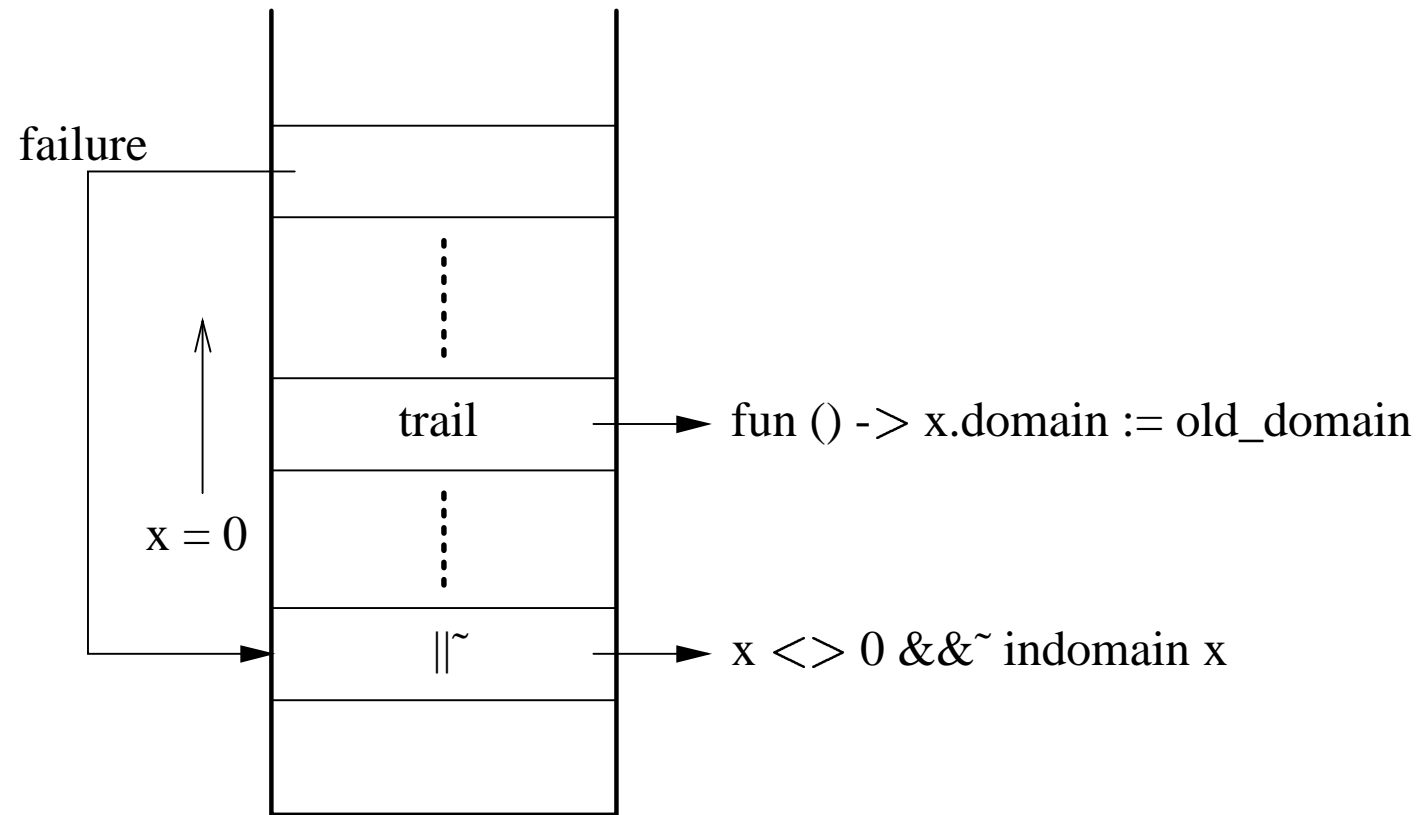 failure
trail
fun () -> x.domain := old_domain
x = 0
||~
x <> 0 &&~ indomain x